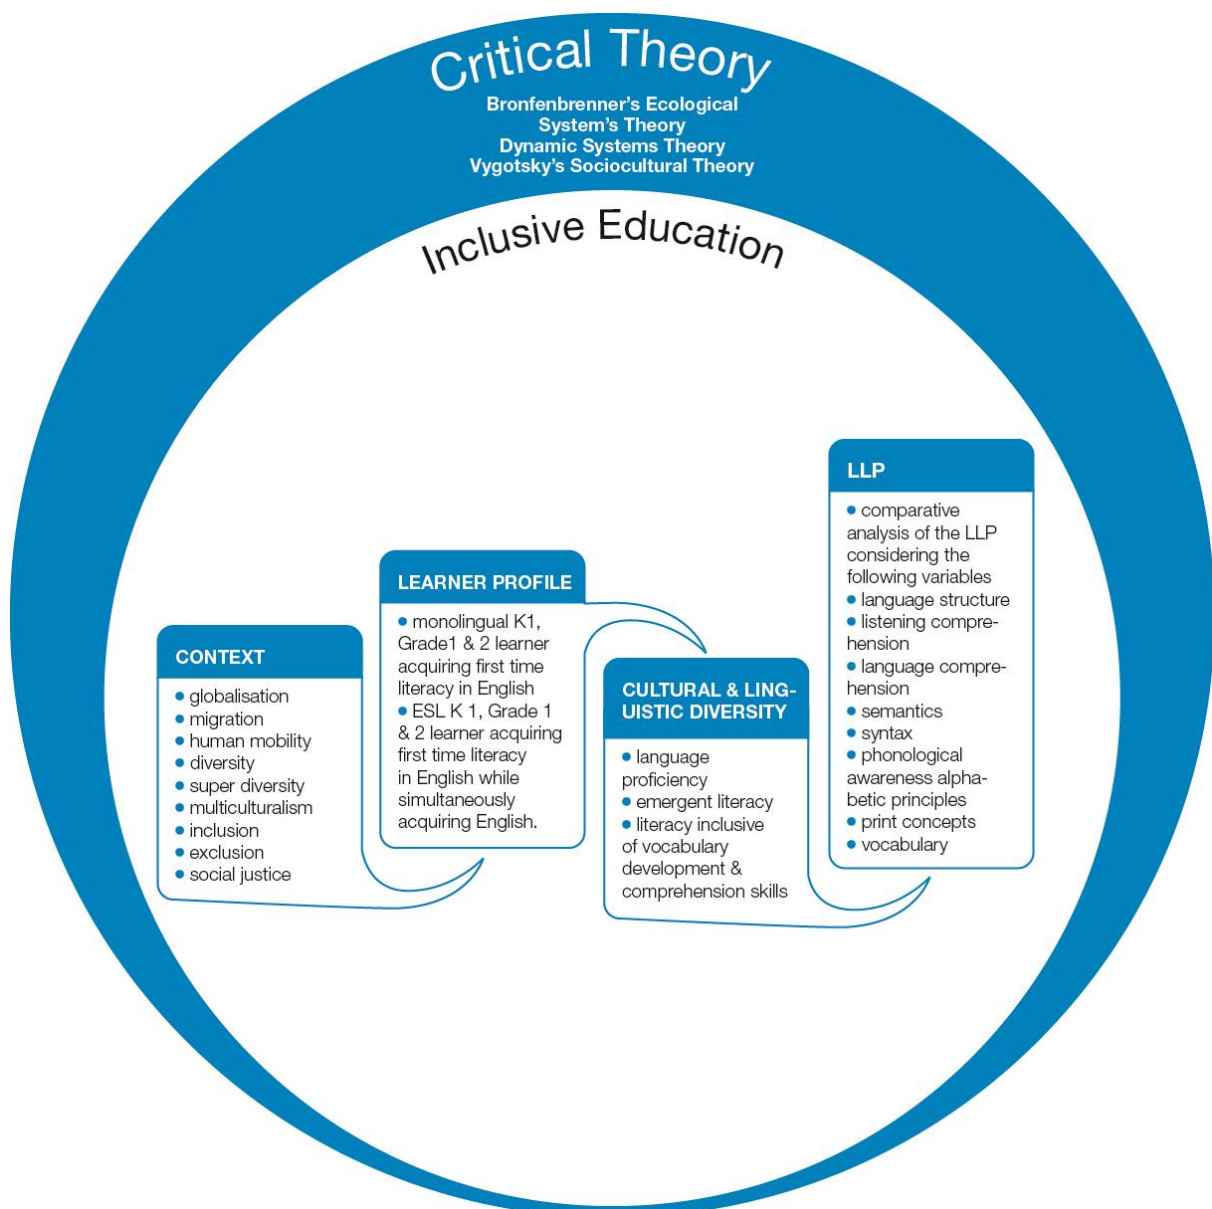 Critical Theory
Bronfenbrenner's Ecological
System's Theory
Dynamic Systems Theory
Vygotsky's Sociocultural Theory
Inclusive Education
CONTEXT
• globalisation
• migration
• human mobility
• diversity
• super diversity
• multiculturalism
• inclusion
• exclusion
• social justice
LEARNER PROFILE
• monolingual K1,
Grade1 & 2 learner
acquiring first time
literacy in English
• ESL K 1, Grade 1
& 2 learner acquiring
first time literacy
in English while
simultaneously
acquiring English.
CULTURAL & LING-
UISTIC DIVERSITY
• language
proficiency
• emergent literacy
• literacy inclusive
of vocabulary
development &
comprehension skills
LLP
• comparative
analysis of the LLP
considering the
following variables
• language structure
• listening compre-
hension
• language compre-
hension
• semantics
• syntax
• phonological
awareness alpha-
betic principles
• print concepts
• vocabulary